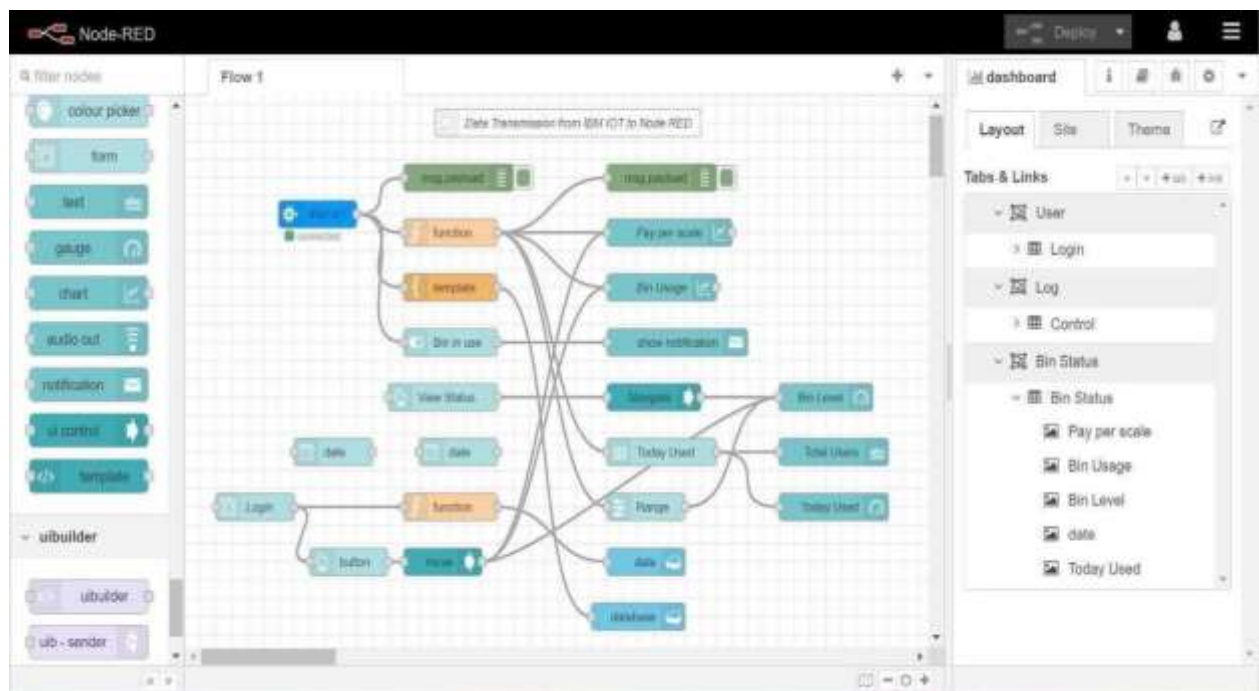 Node-RED
Deploy
filter nodes
Flow 1
dashboard
colour picker
form
text
gauge
chart
audio out
notification
ui control
template
uibuilder
uibuilder
uib - sender
Data Transmission from IBM IOT to Node RED
msg.payload
msg.payload
connected
function
Pay per scale
template
Bin Usage
Bin in use
show notification
View Status
Navigate
Bin Level
date
date
Today Used
Total Users
Login
function
Range
Today Used
button
move
data
database
Layout
Site
Theme
Tabs & Links
User
Login
Log
Control
Bin Status
Bin Status
Pay per scale
Bin Usage
Bin Level
date
Today Used